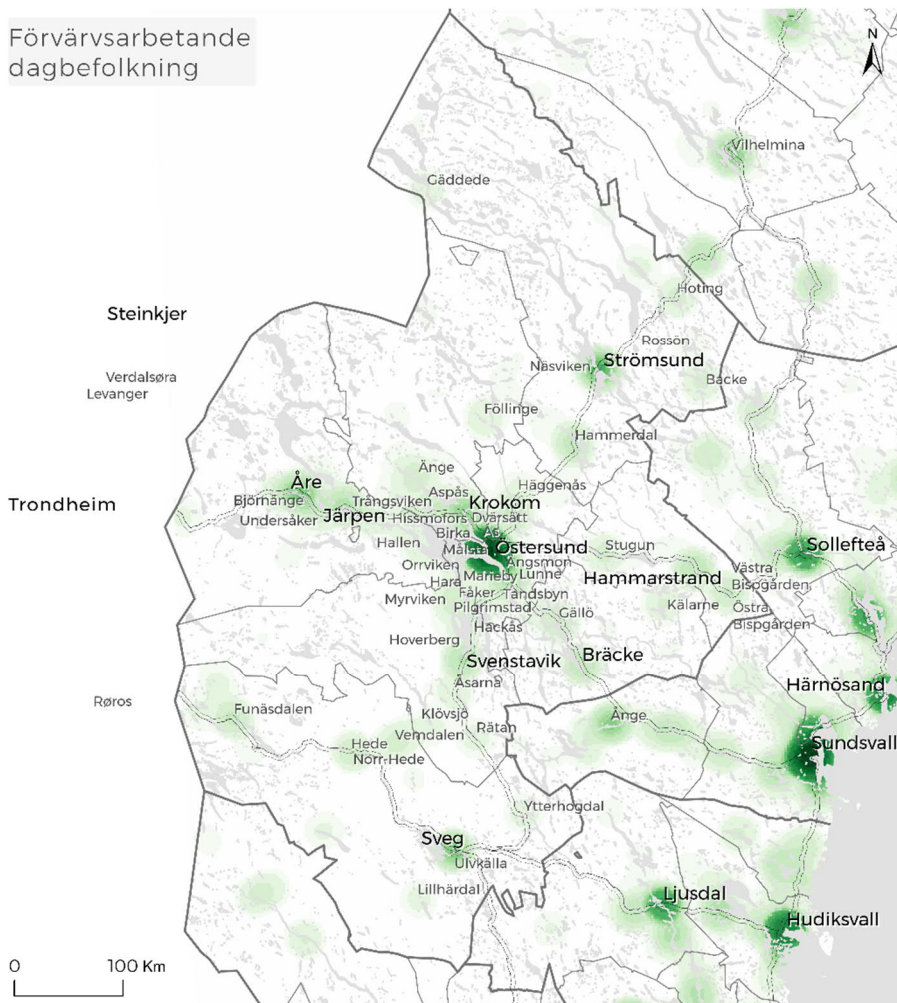 Förvärvsarbetande
dagbefolkning
N
Vilhelmina
Gäddede
Hoting
Steinkjer
Rossön
Näsviken
Strömsund
Verdalsøra
Levanger
Backe
Föllinge
Hammerdal
Änge
Åre
Häggenås
Björnänge
Trångsviken
Aspås
Krokom
Trondheim
Undersåker
Järpen
Hissmofors
Dvärsätt
Birka
Ås
Hallen
Målsta
Östersund
Stugun
Sollefteå
Orrviken
Ängsmon
Marieby
Lunne
Hammarstrand
Västra
Bispgården
Hara
Fåker
Tandsbyn
Myrviken
Pilgrimstad
Gällö
Kälarne
Östra
Bispgården
Hackås
Hoverberg
Svenstavik
Bräcke
Åsarna
Härnösand
Røros
Funäsdalen
Klövsjö
Rätan
Ånge
Vemdalen
Hede
Norr-Hede
Sundsvall
Ytterhogdal
Sveg
Ulvkälla
Lillhärdal
Ljusdal
Hudiksvall
0 100 Km